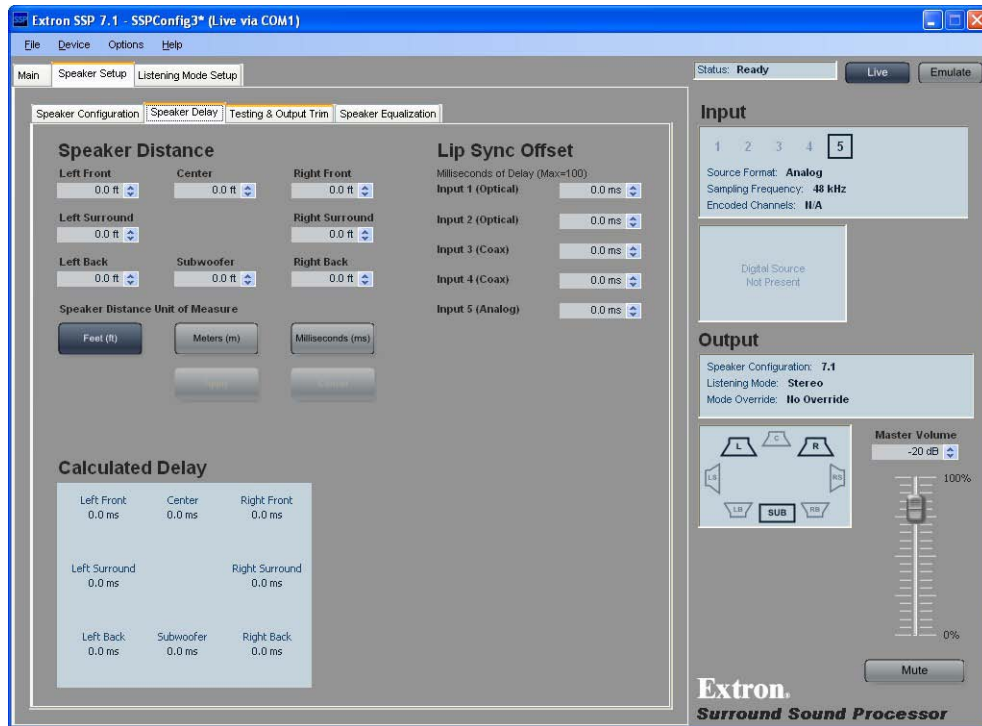 Extron SSP 7.1 - SSPConfig3* (Live via COM1)
File Device Options Help
Main Speaker Setup Listening Mode Setup
Status: Ready Live Emulate
Speaker Configuration Speaker Delay Testing & Output Trim Speaker Equalization
Speaker Distance
Left Front Center Right Front
0.0 ft 0.0 ft 0.0 ft
Left Surround Right Surround
0.0 ft 0.0 ft
Left Back Subwoofer Right Back
0.0 ft 0.0 ft 0.0 ft
Speaker Distance Unit of Measure
Feet (ft) Meters (m) Milliseconds (ms)
Apply Cancel
Lip Sync Offset
Milliseconds of Delay (Max=100)
Input 1 (Optical) 0.0 ms
Input 2 (Optical) 0.0 ms
Input 3 (Coax) 0.0 ms
Input 4 (Coax) 0.0 ms
Input 5 (Analog) 0.0 ms
Calculated Delay
Left Front Center Right Front
0.0 ms 0.0 ms 0.0 ms
Left Surround Right Surround
0.0 ms 0.0 ms
Left Back Subwoofer Right Back
0.0 ms 0.0 ms 0.0 ms
Input
1 2 3 4 5
Source Format: Analog
Sampling Frequency: 48 kHz
Encoded Channels: N/A
Digital Source
Not Present
Output
Speaker Configuration: 7.1
Listening Mode: Stereo
Mode Override: No Override
L C R
LS RS
LB SUB RB
Master Volume
-20 dB
100%
0%
Mute
Extron.
Surround Sound Processor
SSP